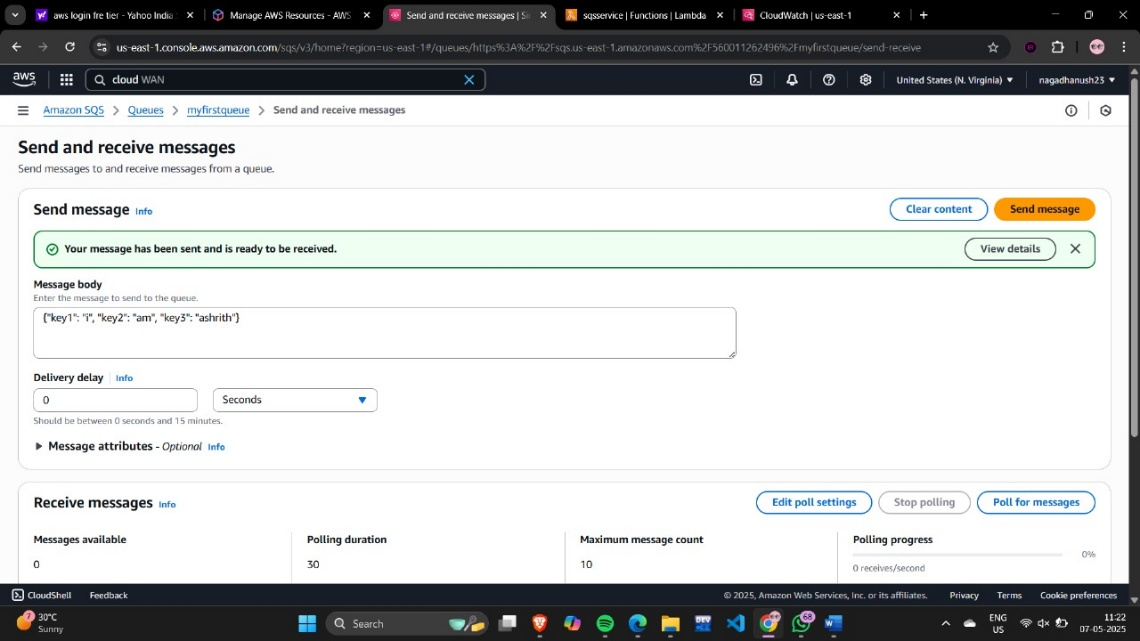 aws login fre tier - Yahoo India
Manage AWS Resources - AWS
Send and receive messages | Si
sqsservice | Functions | Lambda
CloudWatch | us-east-1
us-east-1.console.aws.amazon.com/sqs/v3/home?region=us-east-1#/queues/https%3A%2F%2Fsqs.us-east-1.amazonaws.com%2F560011262496%2Fmyfirstqueue/send-receive
aws
cloud WAN
United States (N. Virginia)
nagadhanush23
Amazon SQS
Queues
myfirstqueue
Send and receive messages
Send and receive messages
Send messages to and receive messages from a queue.
Send message Info
Clear content
Send message
Your message has been sent and is ready to be received.
View details
Message body
Enter the message to send to the queue.
{"key1": "i", "key2": "am", "key3": "ashrith"}
Delivery delay Info
0
Seconds
Should be between 0 seconds and 15 minutes.
Message attributes - Optional Info
Receive messages Info
Edit poll settings
Stop polling
Poll for messages
Messages available
0
Polling duration
30
Maximum message count
10
Polling progress
0%
0 receives/second
CloudShell
Feedback
© 2025, Amazon Web Services, Inc. or its affiliates.
Privacy
Terms
Cookie preferences
30°C
Sunny
Search
DEV
68
ENG
US
11:22
07-05-2025